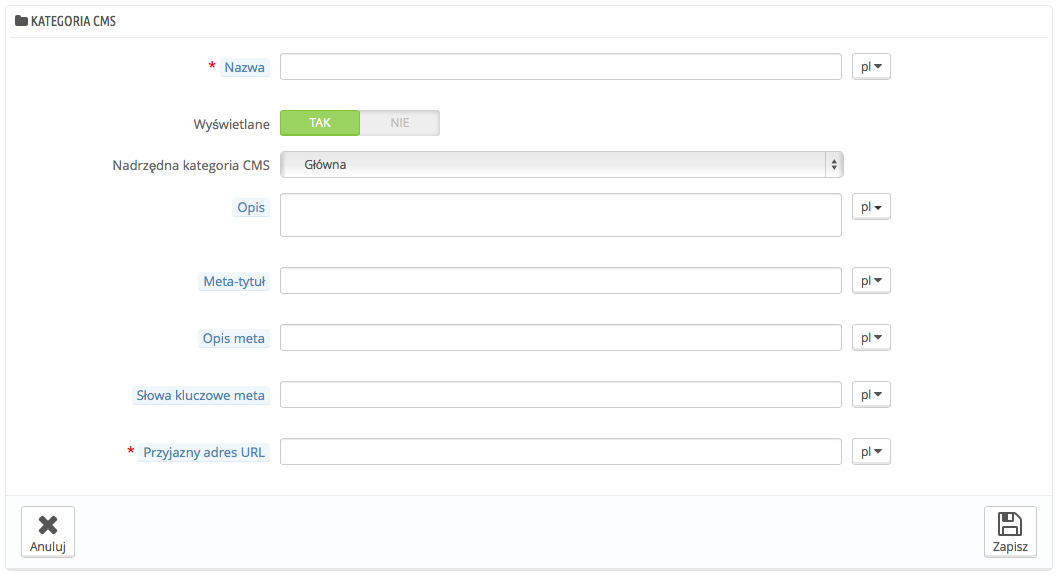 KATEGORIA CMS
* Nazwa pl
Wyświetlane TAK NIE
Nadrzędna kategoria CMS Główna
Opis pl
Meta-tytuł pl
Opis meta pl
Słowa kluczowe meta pl
* Przyjazny adres URL pl
Anuluj Zapisz